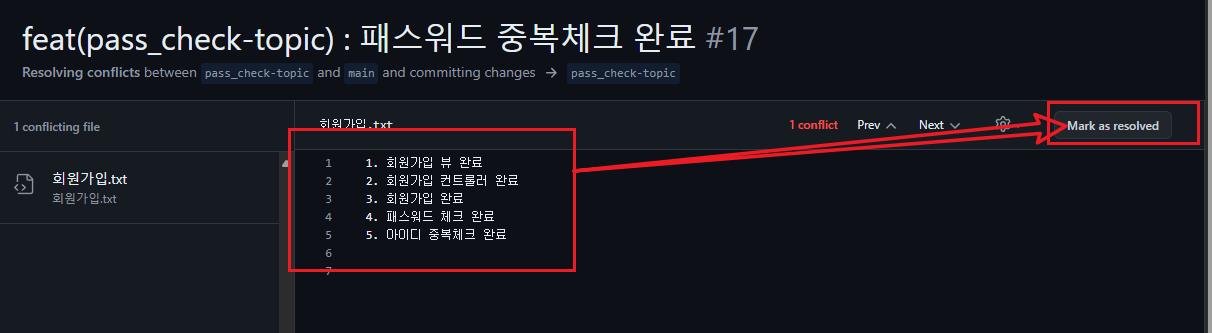 feat(pass_check-topic) : 패스워드 중복체크 완료 #17
Resolving conflicts between pass_check-topic and main and committing changes → pass_check-topic
1 conflicting file
회원가입.txt
1 conflict
Prev
Next
Mark as resolved
회원가입.txt
회원가입.txt
1 1. 회원가입 뷰 완료
2 2. 회원가입 컨트롤러 완료
3 3. 회원가입 완료
4 4. 패스워드 체크 완료
5 5. 아이디 중복체크 완료
6
7